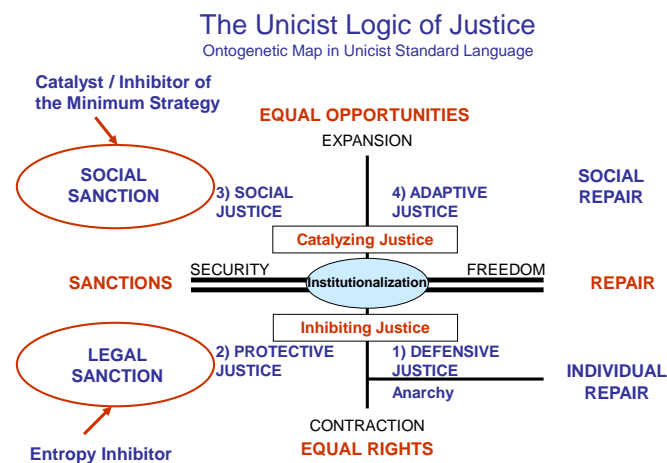 The Unicist Logic of Justice
Ontogenetic Map in Unicist Standard Language
Catalyst / Inhibitor of
the Minimum Strategy
EQUAL OPPORTUNITIES
EXPANSION
SOCIAL
SANCTION
3) SOCIAL
JUSTICE
4) ADAPTIVE
JUSTICE
SOCIAL
REPAIR
Catalyzing Justice
SANCTIONS
SECURITY
Institutionalization
FREEDOM
REPAIR
Inhibiting Justice
LEGAL
SANCTION
2) PROTECTIVE
JUSTICE
1) DEFENSIVE
JUSTICE
Anarchy
INDIVIDUAL
REPAIR
CONTRACTION
EQUAL RIGHTS
Entropy Inhibitor